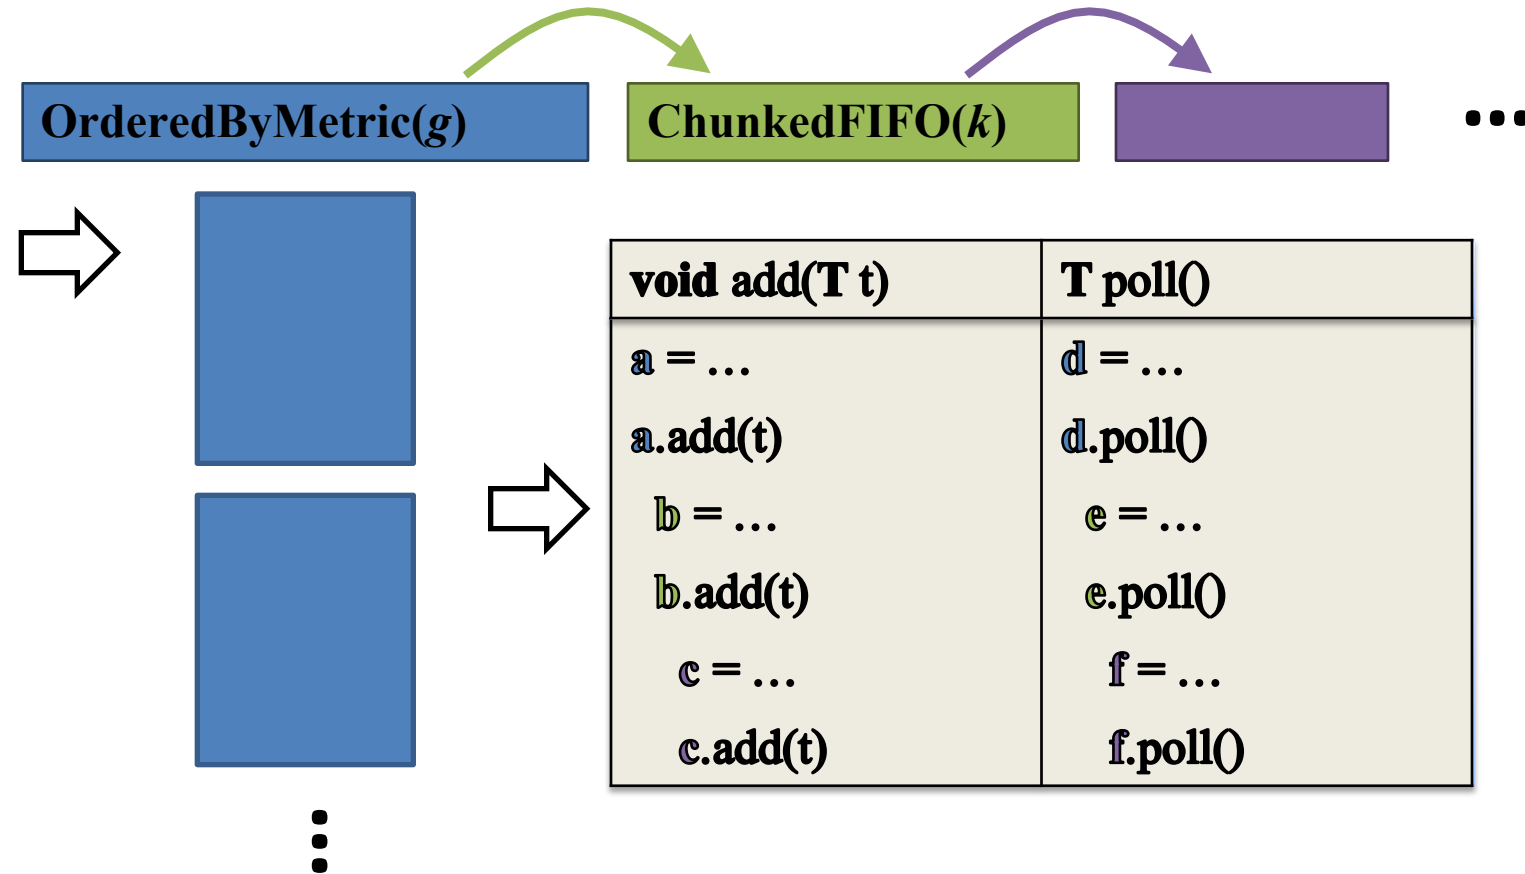 OrderedByMetric(g) ChunkedFIFO(k) ...
void add(T t) T poll()
a = ... d = ...
a.add(t) d.poll()
b = ... e = ...
b.add(t) e.poll()
c = ... f = ...
c.add(t) f.poll()